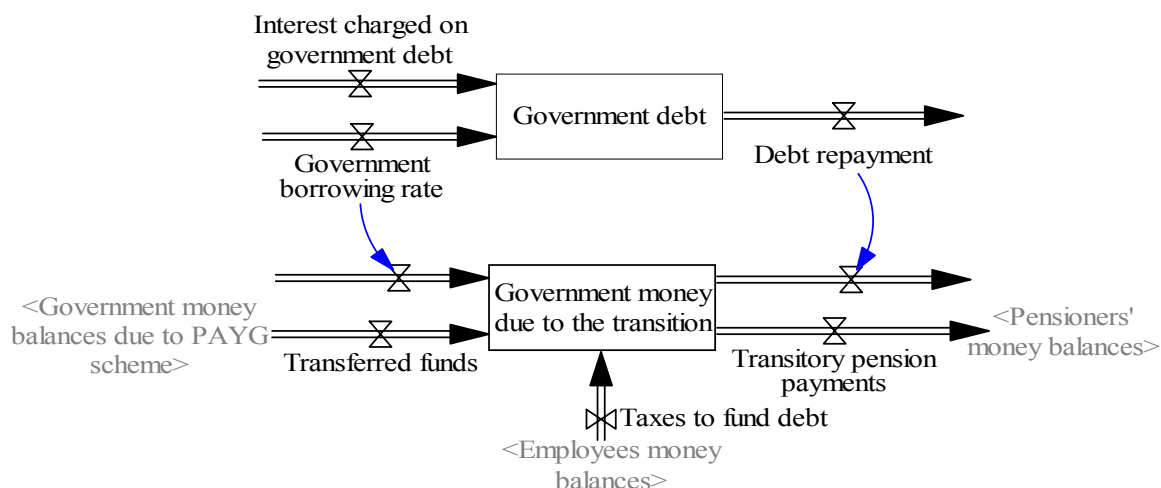 Interest charged on
government debt
Government debt
Government
borrowing rate
Debt repayment
<Government money
balances due to PAYG
scheme>
Transferred funds
Government money
due to the transition
<Pensioners'
money balances>
Transitory pension
payments
Taxes to fund debt
<Employees money
balances>